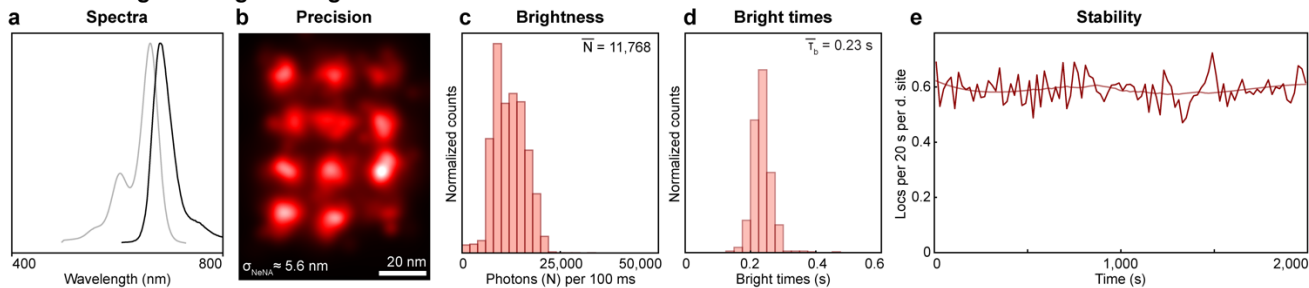 a Spectra
400 800
Wavelength (nm)
b Precision
σNeNA ≈ 5.6 nm
20 nm
c Brightness
N̅ = 11,768
Normalized counts
0 25,000 50,000
Photons (N) per 100 ms
d Bright times
τ̅b = 0.23 s
Normalized counts
0 0.2 0.4 0.6
Bright times (s)
e Stability
Locs per 20 s per d. site
0.6
0.4
0.2
0
0 1,000 2,000
Time (s)